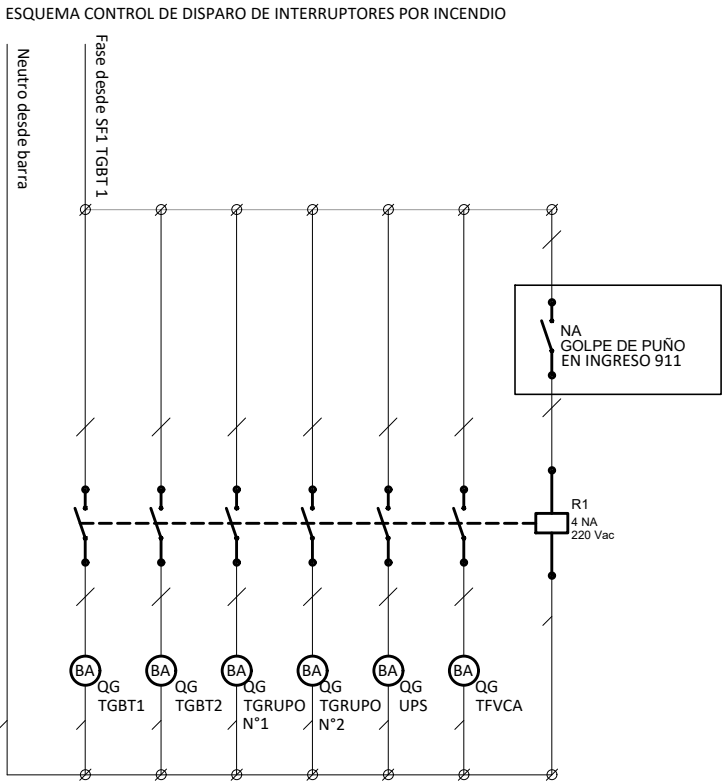 ESQUEMA CONTROL DE DISPARO DE INTERRUPTORES POR INCENDIO
Neutro desde barra
Fase desde SF1 TGBT 1
NA
GOLPE DE PUÑO
EN INGRESO 911
R1
4 NA
220 Vac
BA
QG
TGBT1
BA
QG
TGBT2
BA
QG
TGRUPO
N°1
BA
QG
TGRUPO
N°2
BA
QG
UPS
BA
QG
TFVCA